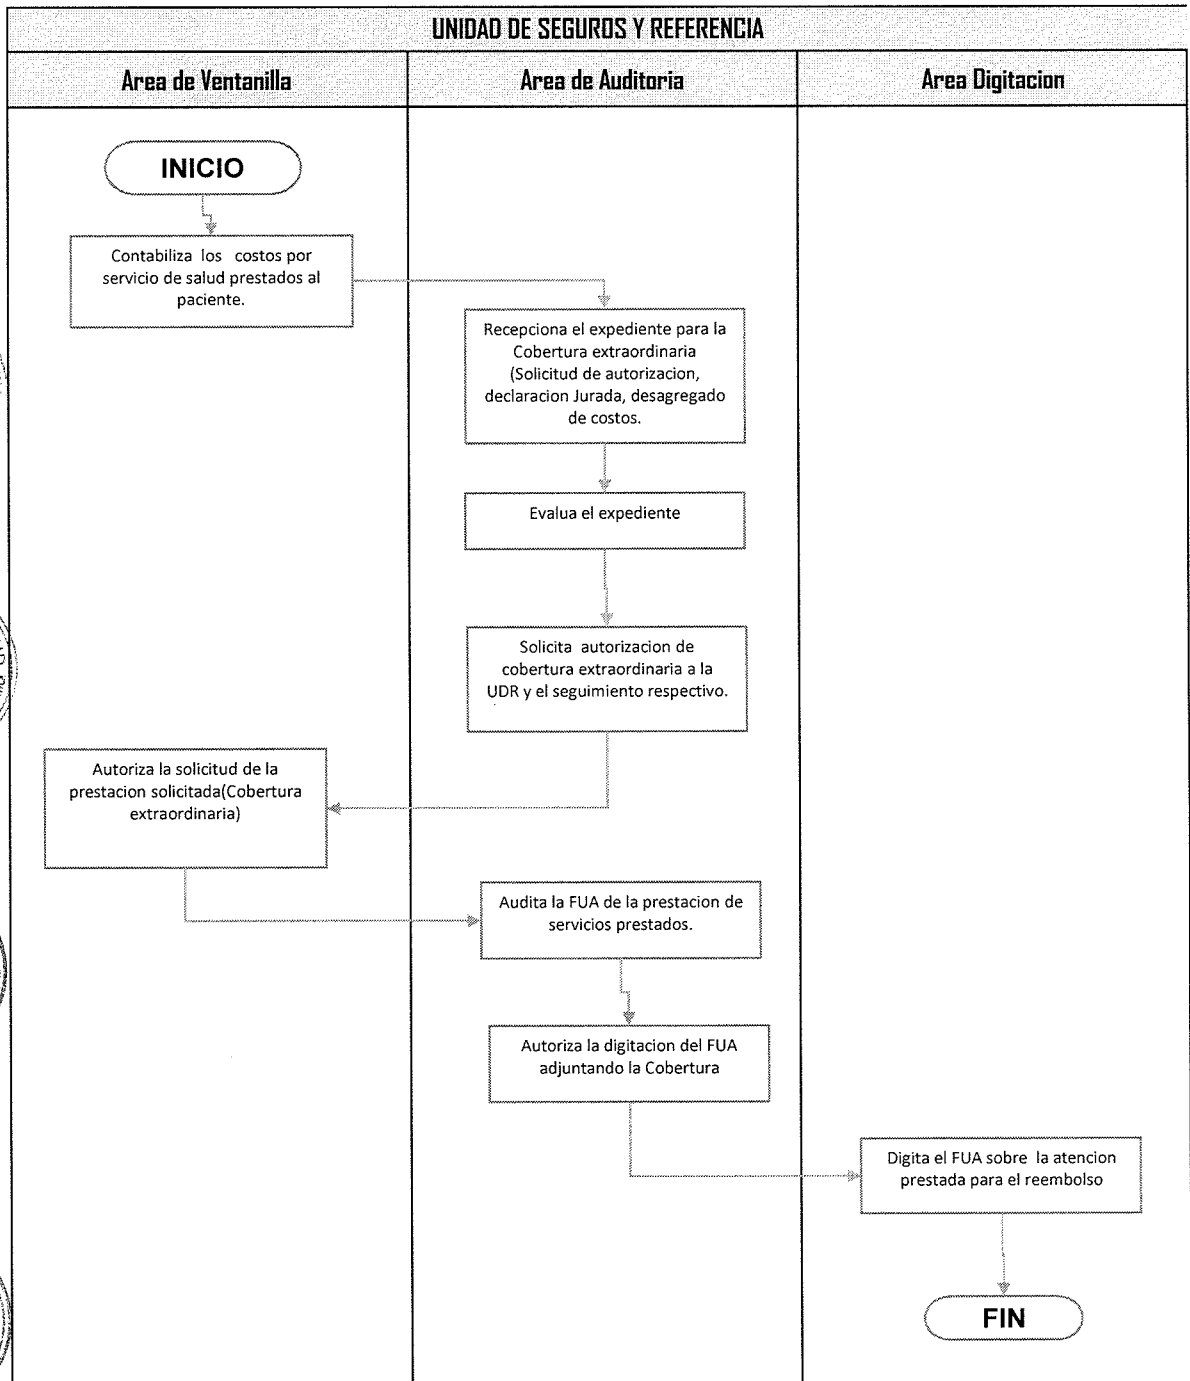 UNIDAD DE SEGUROS Y REFERENCIA
Area de Ventanilla
Area de Auditoria
Area Digitacion
INICIO
Contabiliza los costos por
servicio de salud prestados al
paciente.
Recepciona el expediente para la
Cobertura extraordinaria
(Solicitud de autorizacion,
declaracion Jurada, desagregado
de costos.
Evalua el expediente
Solicita autorizacion de
cobertura extraordinaria a la
UDR y el seguimiento respectivo.
Autoriza la solicitud de la
prestacion solicitada(Cobertura
extraordinaria)
Audita la FUA de la prestacion de
servicios prestados.
Autoriza la digitacion del FUA
adjuntando la Cobertura
Digita el FUA sobre la atencion
prestada para el reembolso
FIN